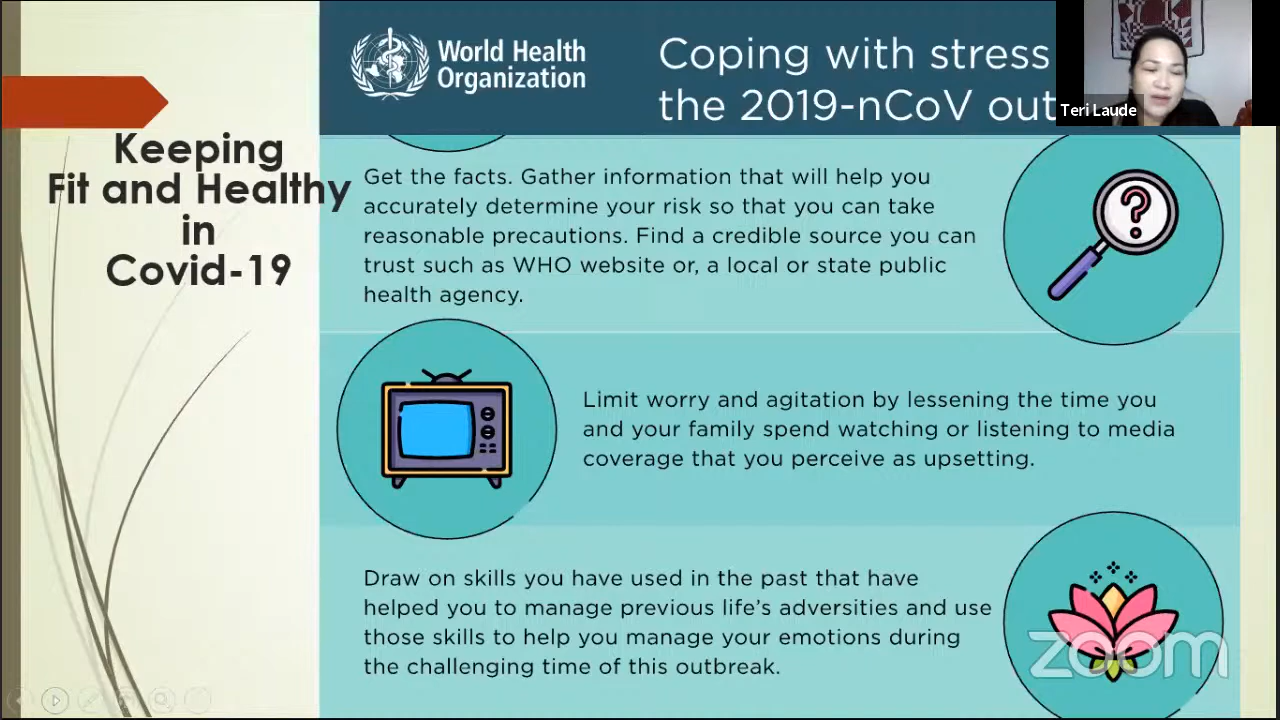 World Health
Organization
Coping with stress
the 2019-nCoV out
Teri Laude
Keeping
Fit and Healthy
in
Covid-19
Get the facts. Gather information that will help you
accurately determine your risk so that you can take
reasonable precautions. Find a credible source you can
trust such as WHO website or, a local or state public
health agency.
?
Limit worry and agitation by lessening the time you
and your family spend watching or listening to media
coverage that you perceive as upsetting.
Draw on skills you have used in the past that have
helped you to manage previous life’s adversities and use
those skills to help you manage your emotions during
the challenging time of this outbreak.
zoom